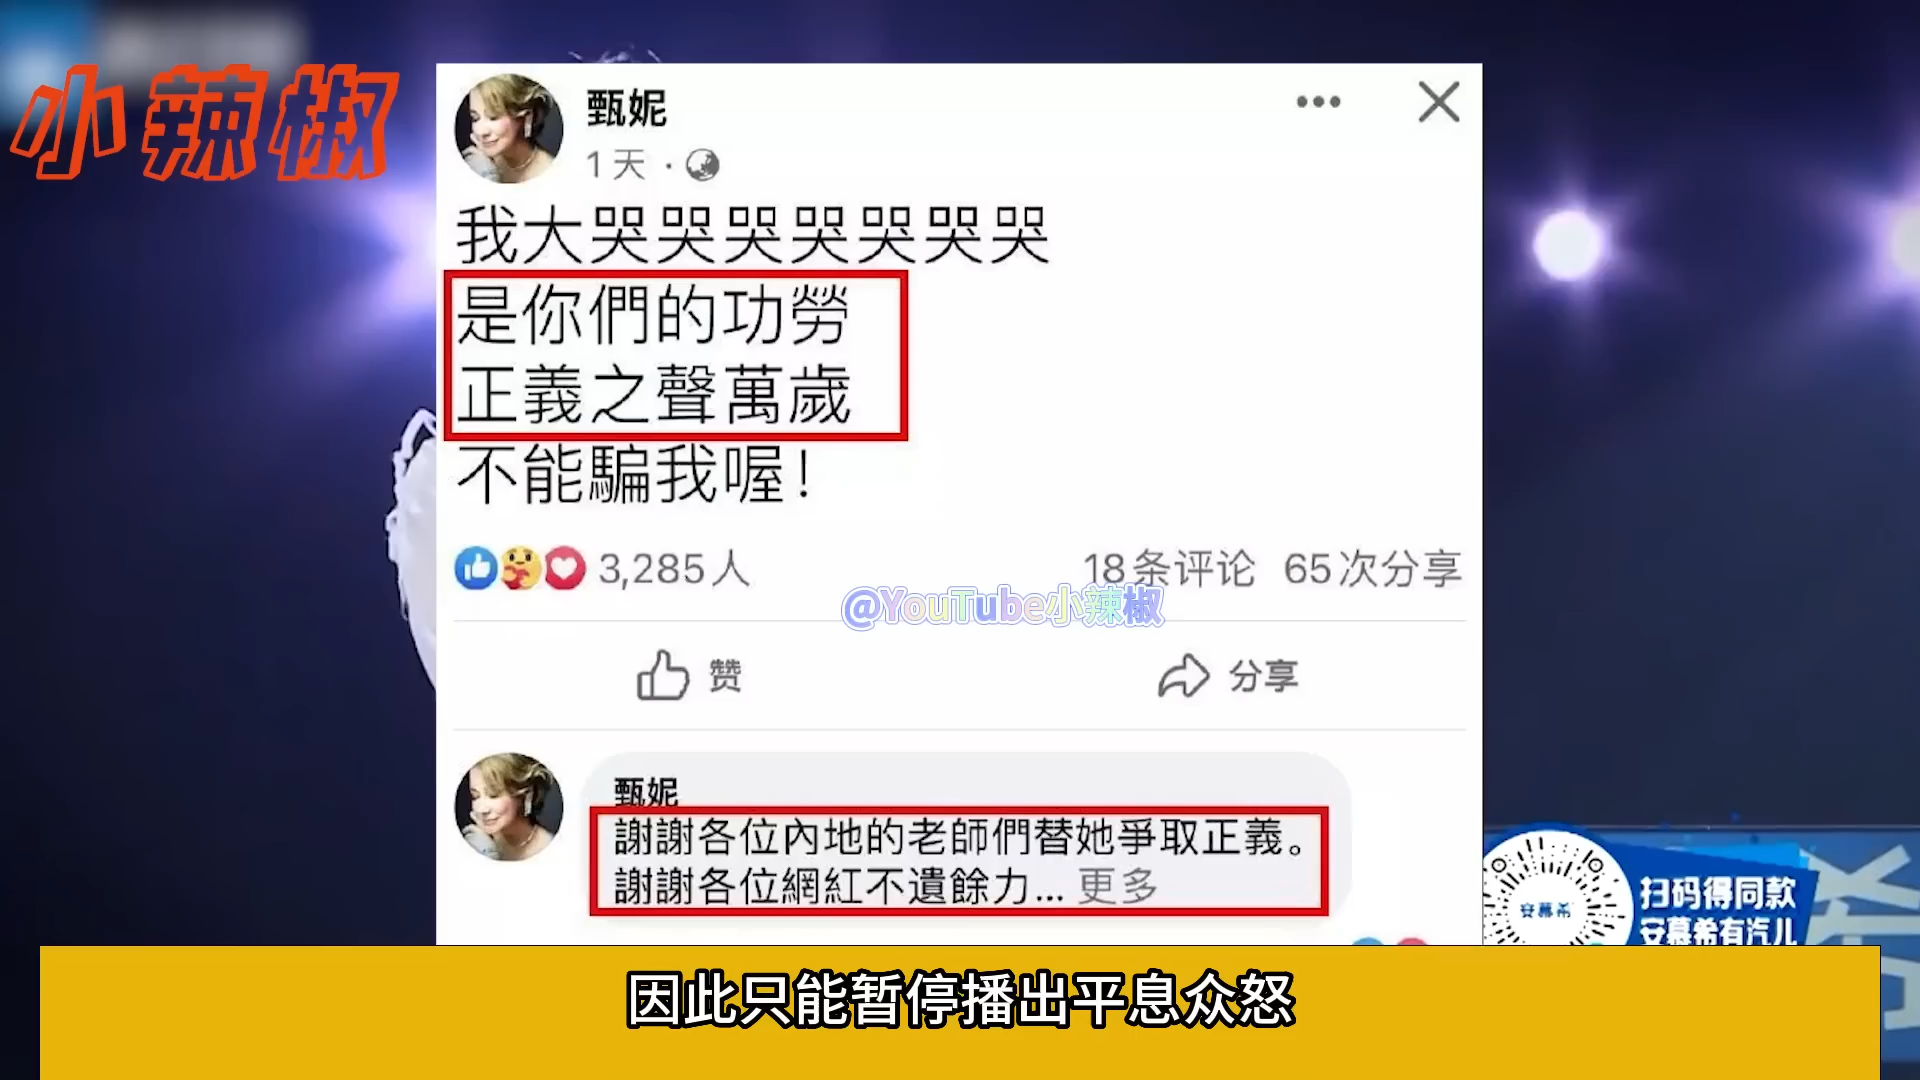 小辣椒
甄妮
1天
我大哭哭哭哭哭哭哭
是你們的功勞
正義之聲萬歲
不能騙我喔!
3,285人
18条评论 65次分享
@YouTube小辣椒
赞
分享
甄妮
謝謝各位內地的老師們替她爭取正義。
謝謝各位網紅不遺餘力... 更多
安慕希
扫码得同款
安慕希有汽儿
因此只能暂停播出平息众怒